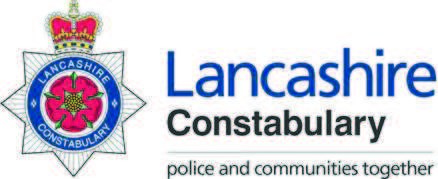 LANCASHIRE
CONSTABULARY
Lancashire
Constabulary
police and communities together